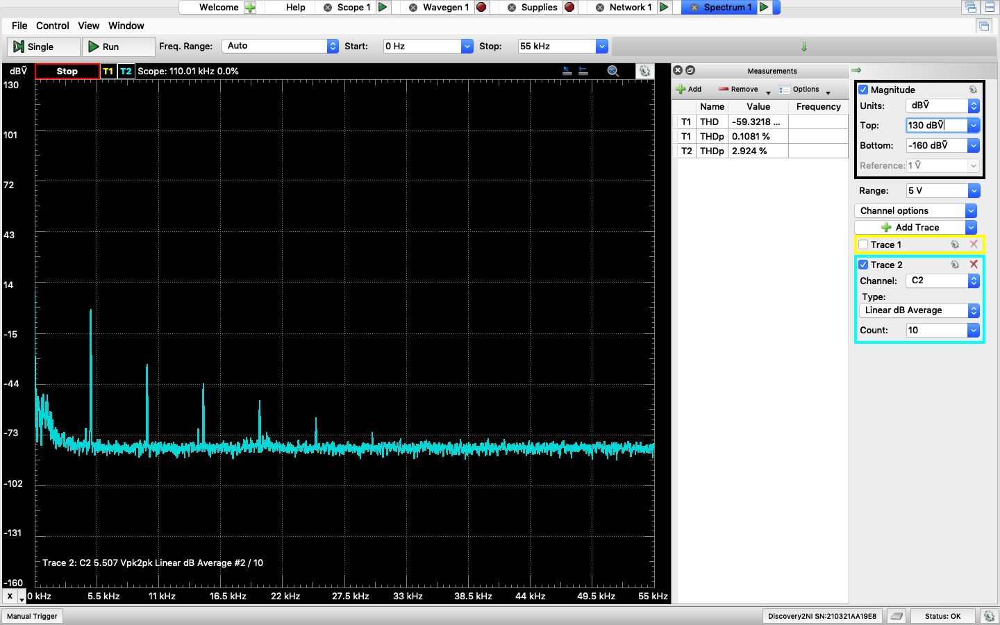 Welcome Help Scope 1 Wavegen 1 Supplies Network 1 Spectrum 1
File Control View Window
Single Run Freq. Range: Auto Start: 0 Hz Stop: 55 kHz
dBṼ Stop T1 T2 Scope: 110.01 kHz 0.0%
130
101
72
43
14
-15
-44
-73
-102
-131
-160
Trace 2: C2 5.507 Vpk2pk Linear dB Average #2 / 10
X 0 kHz 5.5 kHz 11 kHz 16.5 kHz 22 kHz 27.5 kHz 33 kHz 38.5 kHz 44 kHz 49.5 kHz 55 kHz
Measurements
Add Remove Options
Name Value Frequency
T1 THD -59.3218 ...
T1 THDp 0.1081 %
T2 THDp 2.924 %
Magnitude
Units: dBṼ
Top: 130 dBṼ
Bottom: -160 dBṼ
Reference: 1 Ṽ
Range: 5 V
Channel options
Add Trace
Trace 1
Trace 2
Channel: C2
Type:
Linear dB Average
Count: 10
Manual Trigger Discovery2NI SN:210321AA19E8 Status: OK